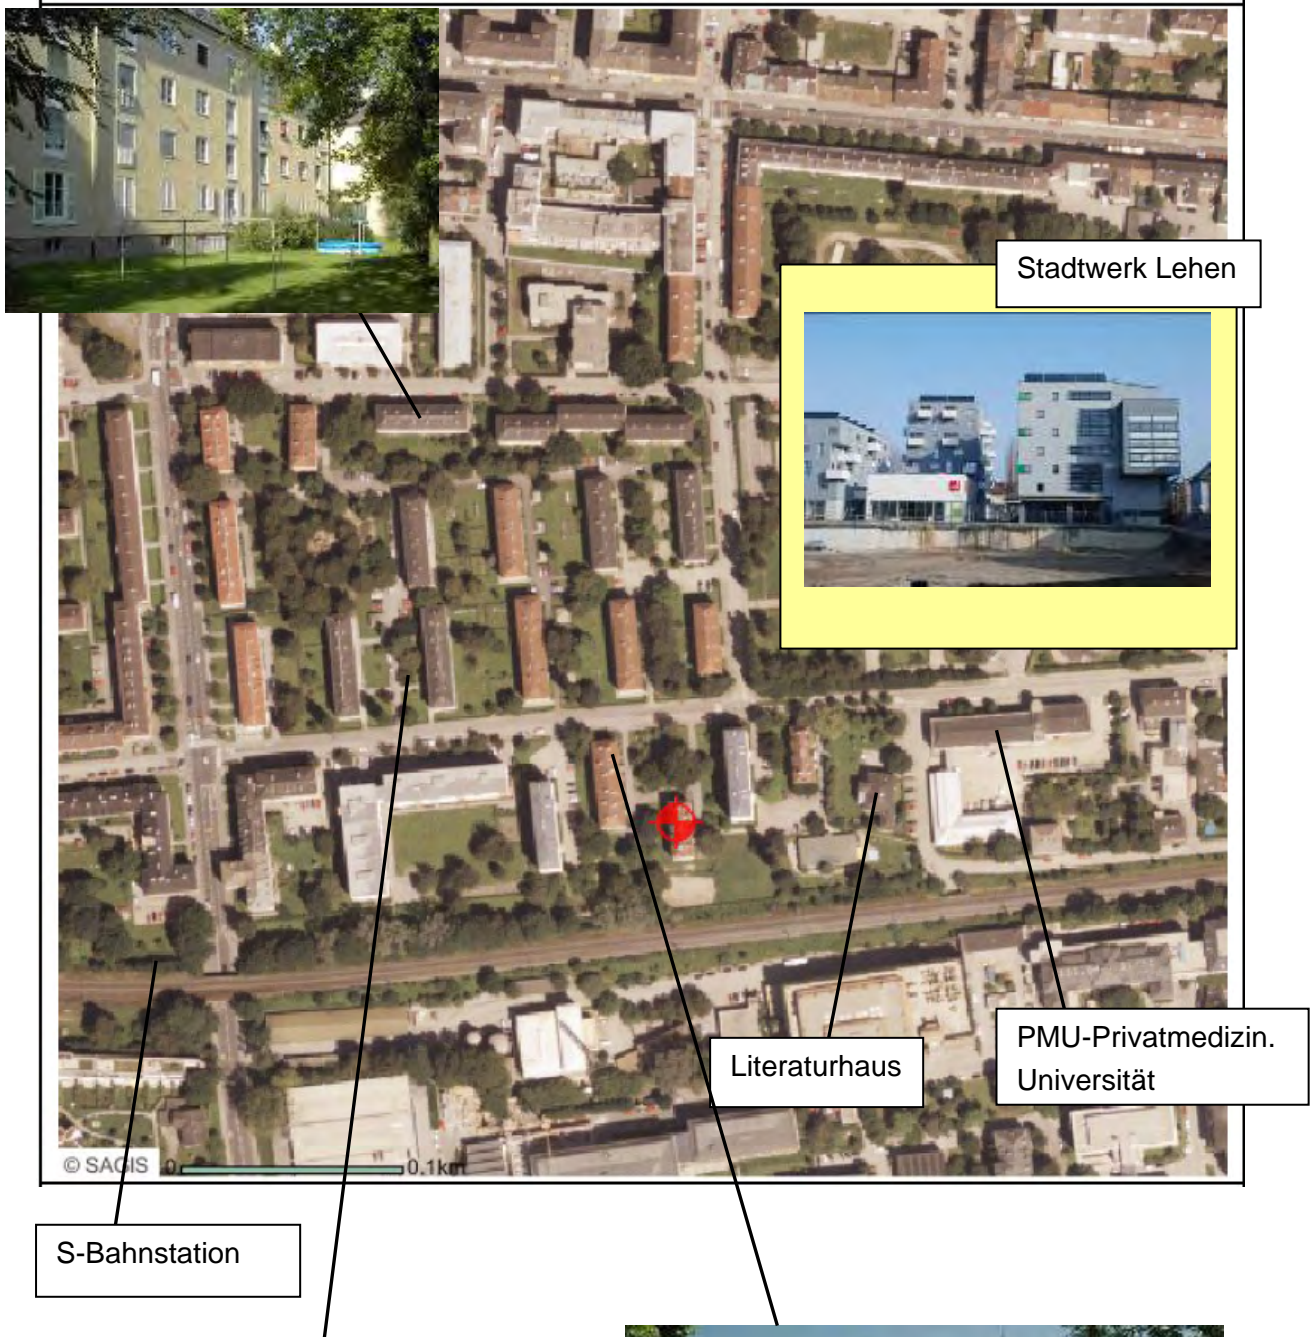 Stadtwerk Lehen
Literaturhaus
PMU-Privatmedizin.
Universität
© SAGIS 0 0.1km
S-Bahnstation